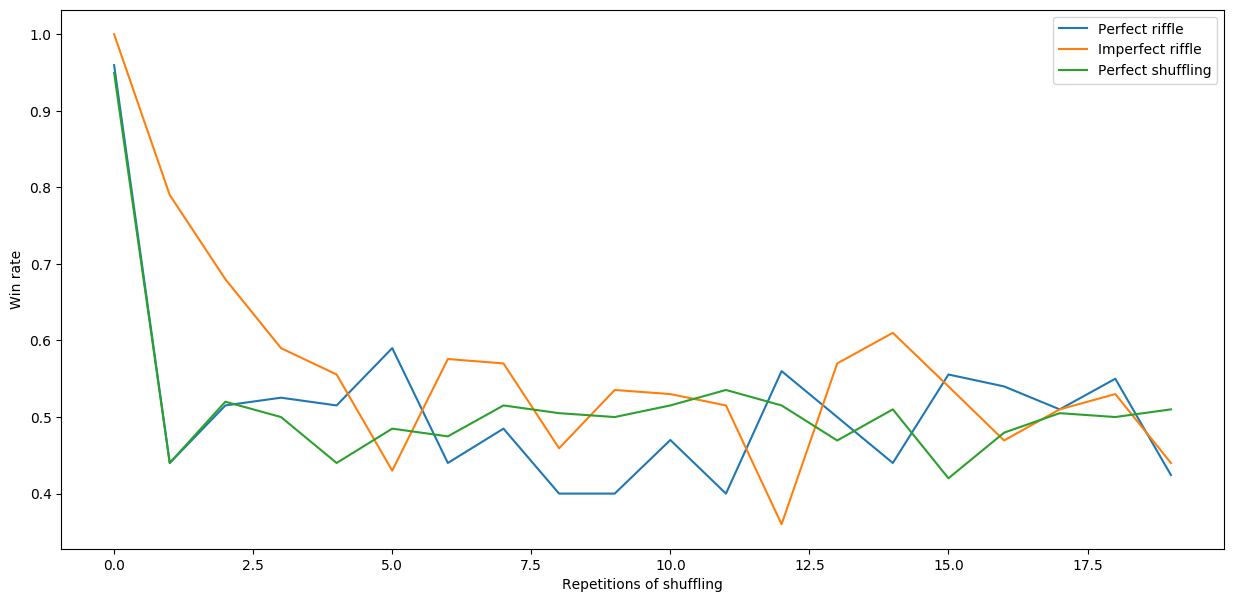 Perfect riffle
Imperfect riffle
Perfect shuffling
1.0
0.9
0.8
0.7
0.6
0.5
0.4
Win rate
0.0 2.5 5.0 7.5 10.0 12.5 15.0 17.5
Repetitions of shuffling